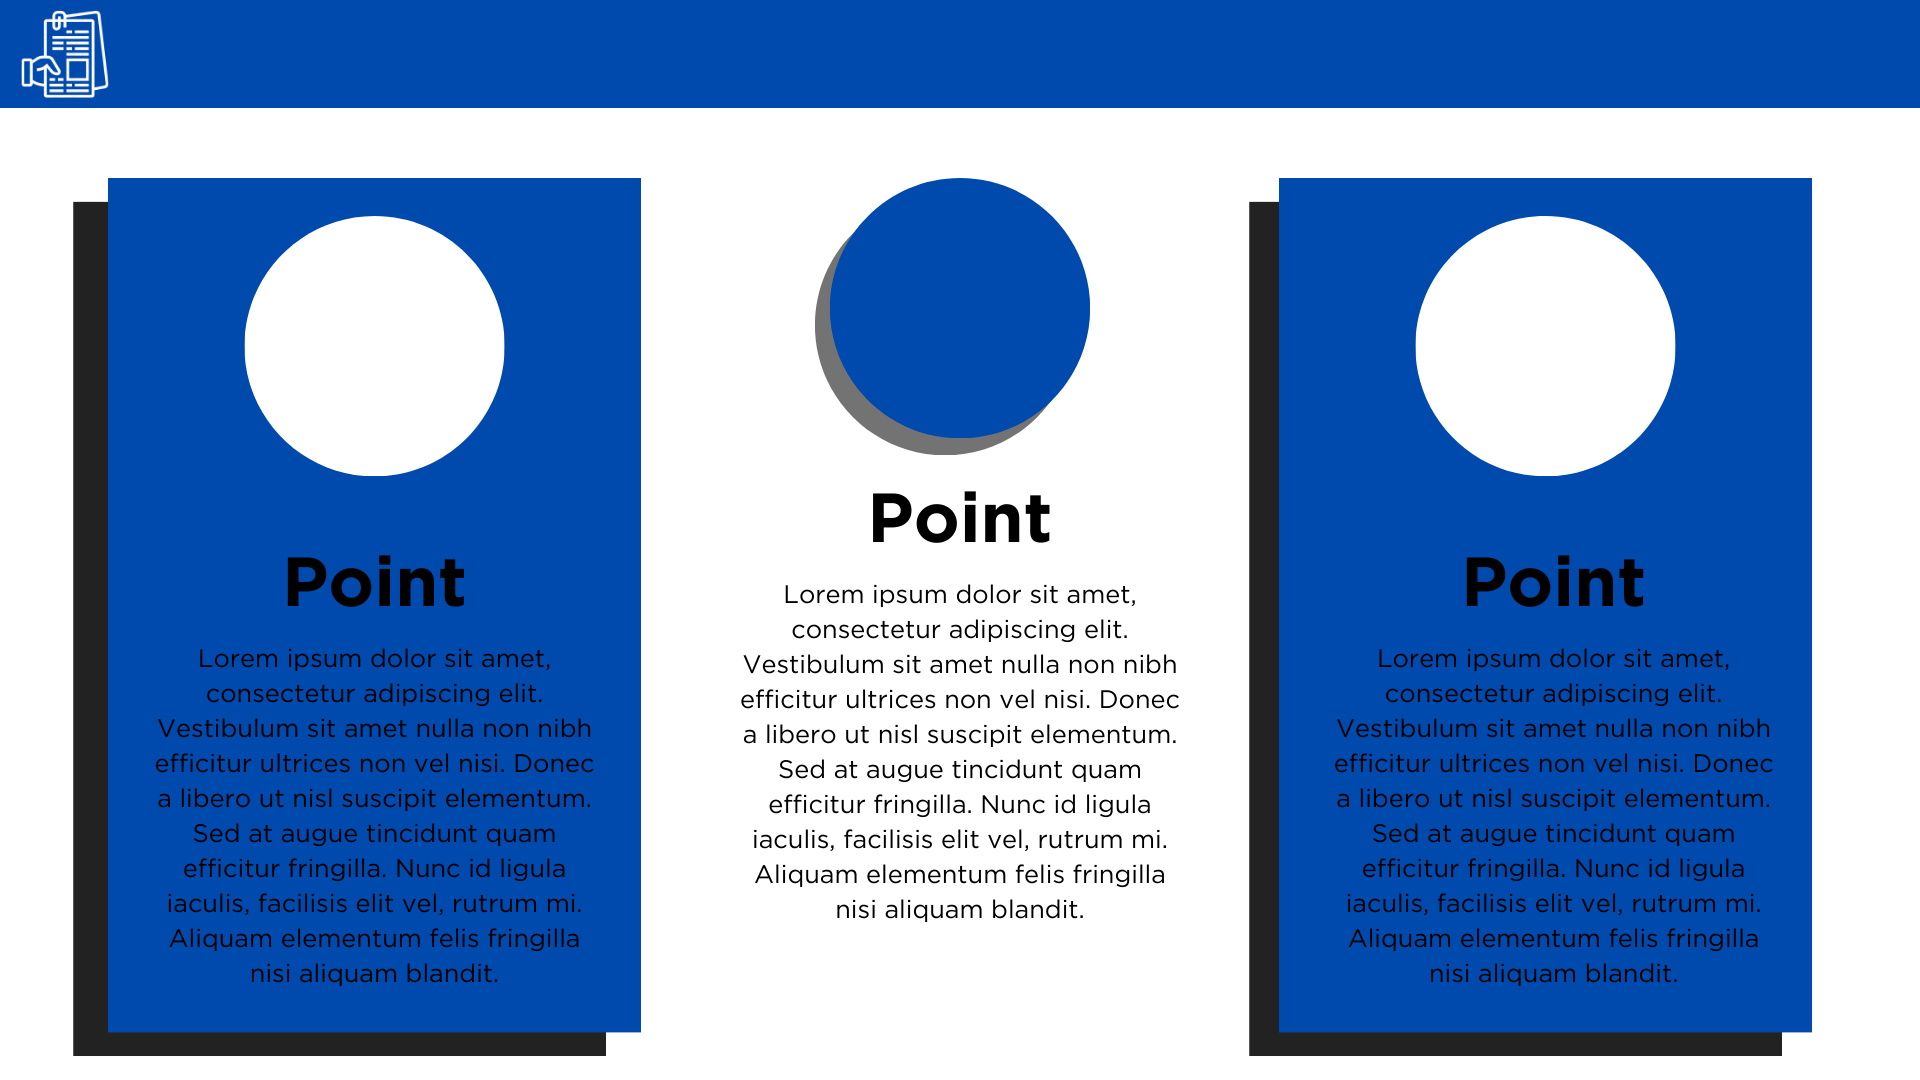 Point
Lorem ipsum dolor sit amet,
consectetur adipiscing elit.
Vestibulum sit amet nulla non nibh
efficitur ultrices non vel nisi. Donec
a libero ut nisl suscipit elementum.
Sed at augue tincidunt quam
efficitur fringilla. Nunc id ligula
iaculis, facilisis elit vel, rutrum mi.
Aliquam elementum felis fringilla
nisi aliquam blandit.
Point
Lorem ipsum dolor sit amet,
consectetur adipiscing elit.
Vestibulum sit amet nulla non nibh
efficitur ultrices non vel nisi. Donec
a libero ut nisl suscipit elementum.
Sed at augue tincidunt quam
efficitur fringilla. Nunc id ligula
iaculis, facilisis elit vel, rutrum mi.
Aliquam elementum felis fringilla
nisi aliquam blandit.
Point
Lorem ipsum dolor sit amet,
consectetur adipiscing elit.
Vestibulum sit amet nulla non nibh
efficitur ultrices non vel nisi. Donec
a libero ut nisl suscipit elementum.
Sed at augue tincidunt quam
efficitur fringilla. Nunc id ligula
iaculis, facilisis elit vel, rutrum mi.
Aliquam elementum felis fringilla
nisi aliquam blandit.